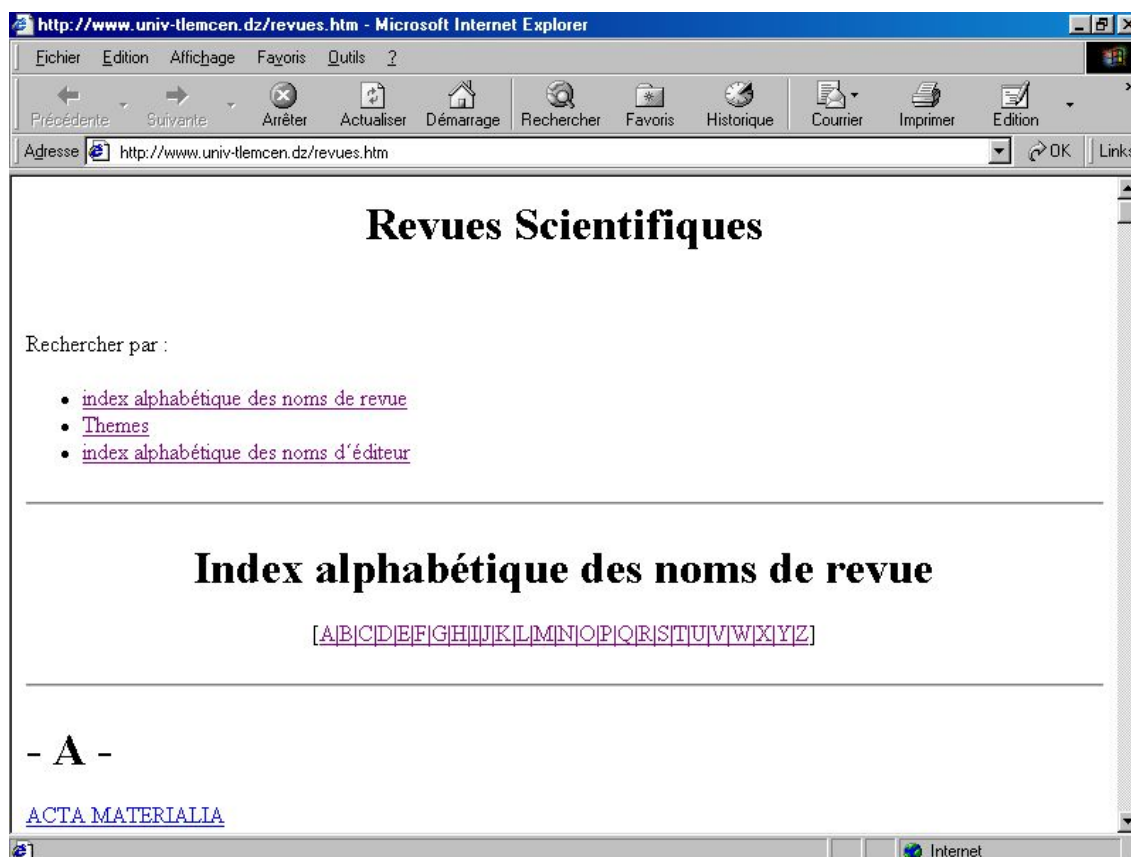 http://www.univ-tlemcen.dz/revues.htm - Microsoft Internet Explorer
Fichier Edition Affichage Favoris Outils ?
Précédente Suivante Arrêter Actualiser Démarrage Rechercher Favoris Historique Courrier Imprimer Edition
Adresse http://www.univ-tlemcen.dz/revues.htm OK Links
Revues Scientifiques
Rechercher par :
• index alphabétique des noms de revue
• Themes
• index alphabétique des noms d´éditeur
Index alphabétique des noms de revue
[A|B|C|D|E|F|G|H|I|J|K|L|M|N|O|P|Q|R|S|T|U|V|W|X|Y|Z]
- A -
ACTA MATERIALIA
Internet